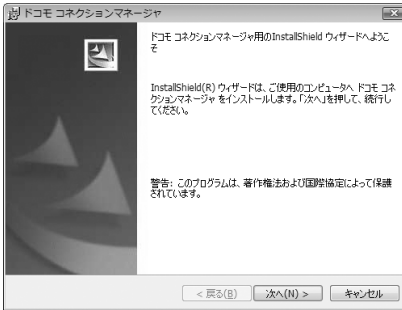 ドコモ コネクションマネージャ
ドコモ コネクションマネージャ用のInstallShield ウィザードへようこ
そ
InstallShield(R) ウィザードは、ご使用のコンピュータへ ドコモ コネ
クションマネージャ をインストールします。「次へ」を押して、続行し
てください。
警告: このプログラムは、著作権法および国際協定によって保護
されています。
< 戻る(B) 次へ(N) > キャンセル